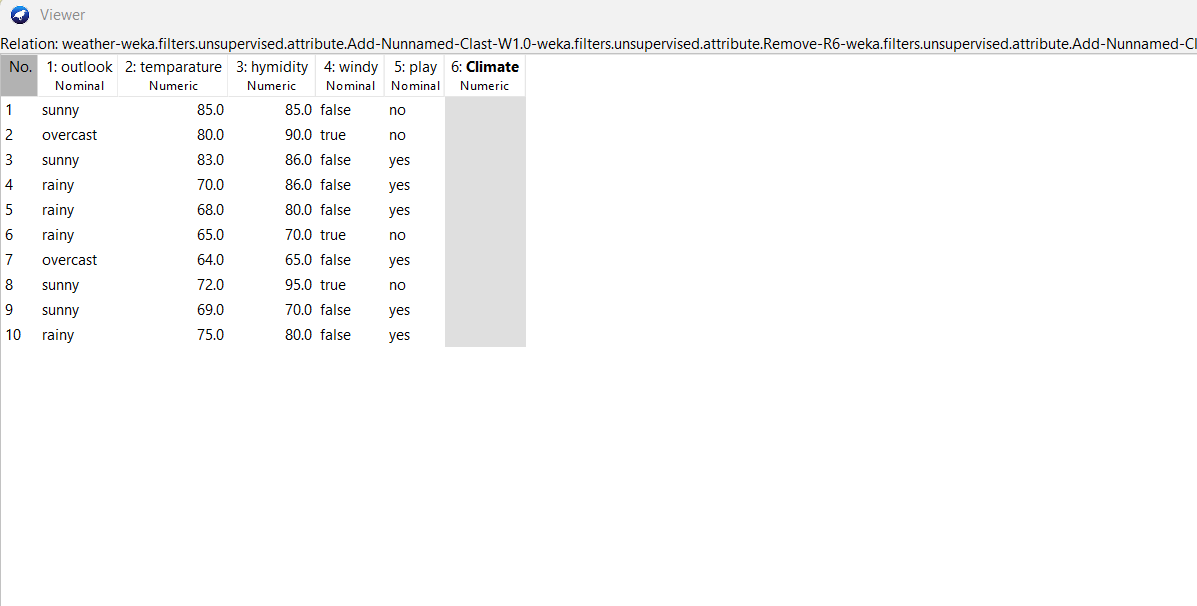 Viewer
Relation: weather-weka.filters.unsupervised.attribute.Add-Nunnamed-Clast-W1.0-weka.filters.unsupervised.attribute.Remove-R6-weka.filters.unsupervised.attribute.Add-Nunnamed-Cl
No. 1: outlook 2: temparature 3: hymidity 4: windy 5: play 6: Climate
Nominal Numeric Numeric Nominal Nominal Numeric
1 sunny 85.0 85.0 false no
2 overcast 80.0 90.0 true no
3 sunny 83.0 86.0 false yes
4 rainy 70.0 86.0 false yes
5 rainy 68.0 80.0 false yes
6 rainy 65.0 70.0 true no
7 overcast 64.0 65.0 false yes
8 sunny 72.0 95.0 true no
9 sunny 69.0 70.0 false yes
10 rainy 75.0 80.0 false yes